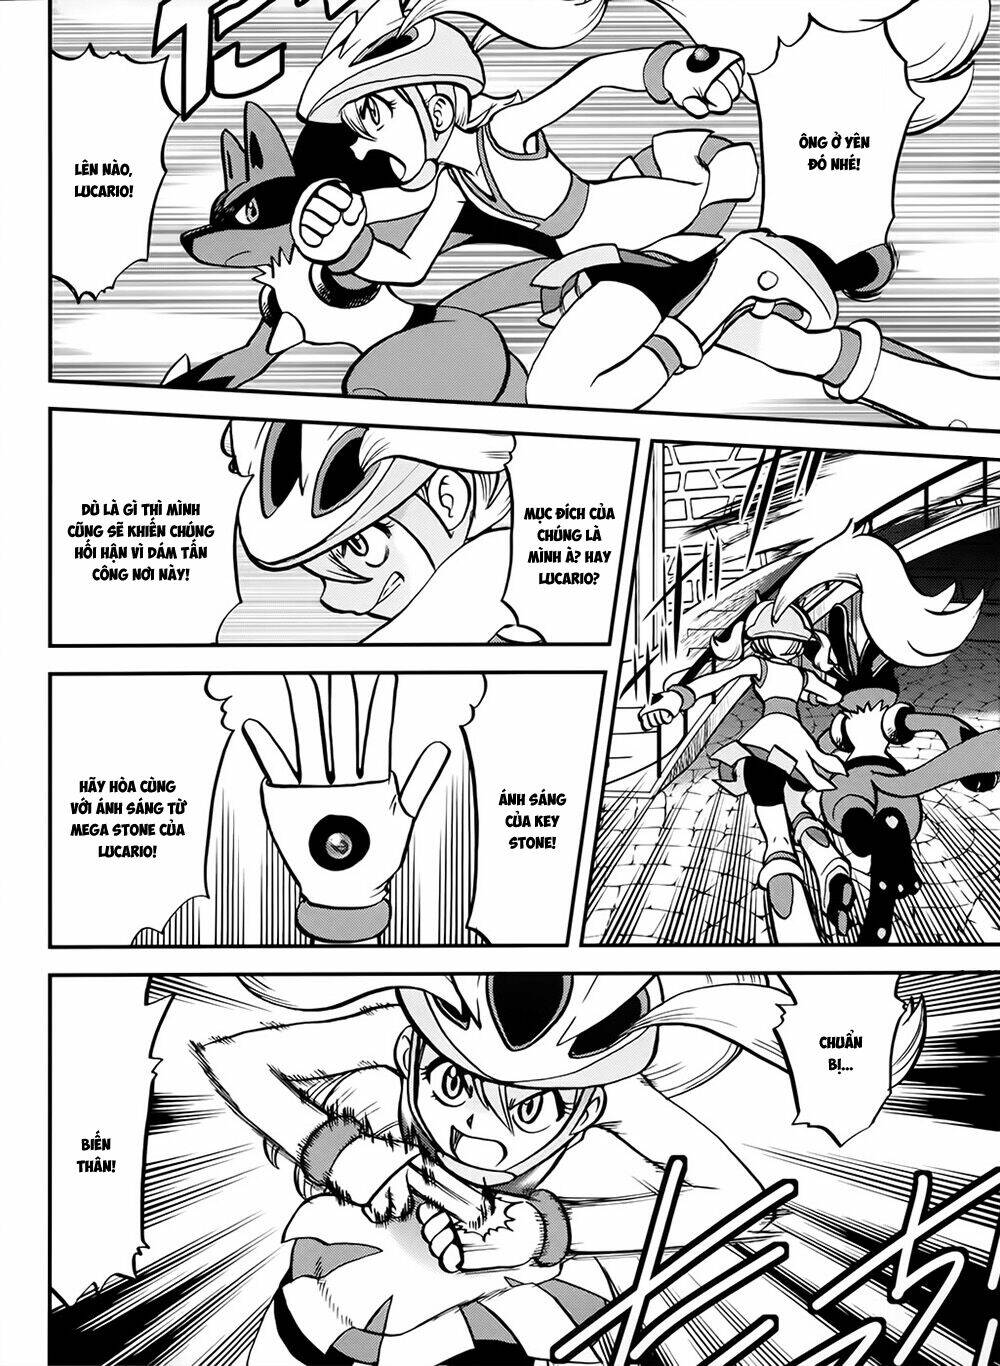 ダッ
ÔNG Ở YÊN
ĐÓ NHÉ!
LÊN NÀO,
LUCARIO!
MỤC ĐÍCH CỦA
CHÚNG LÀ
MÌNH À? HAY
LUCARIO?
DÙ LÀ GÌ THÌ MÌNH
CŨNG SẼ KHIẾN CHÚNG
HỐI HẬN VÌ DÁM TẤN
CÔNG NƠI NÀY!
ÁNH SÁNG
CỦA KEY
STONE!
HÃY HÒA CÙNG
VỚI ÁNH SÁNG TỪ
MEGA STONE CỦA
LUCARIO!
CHUẨN
BỊ...
BIẾN
THÂN!